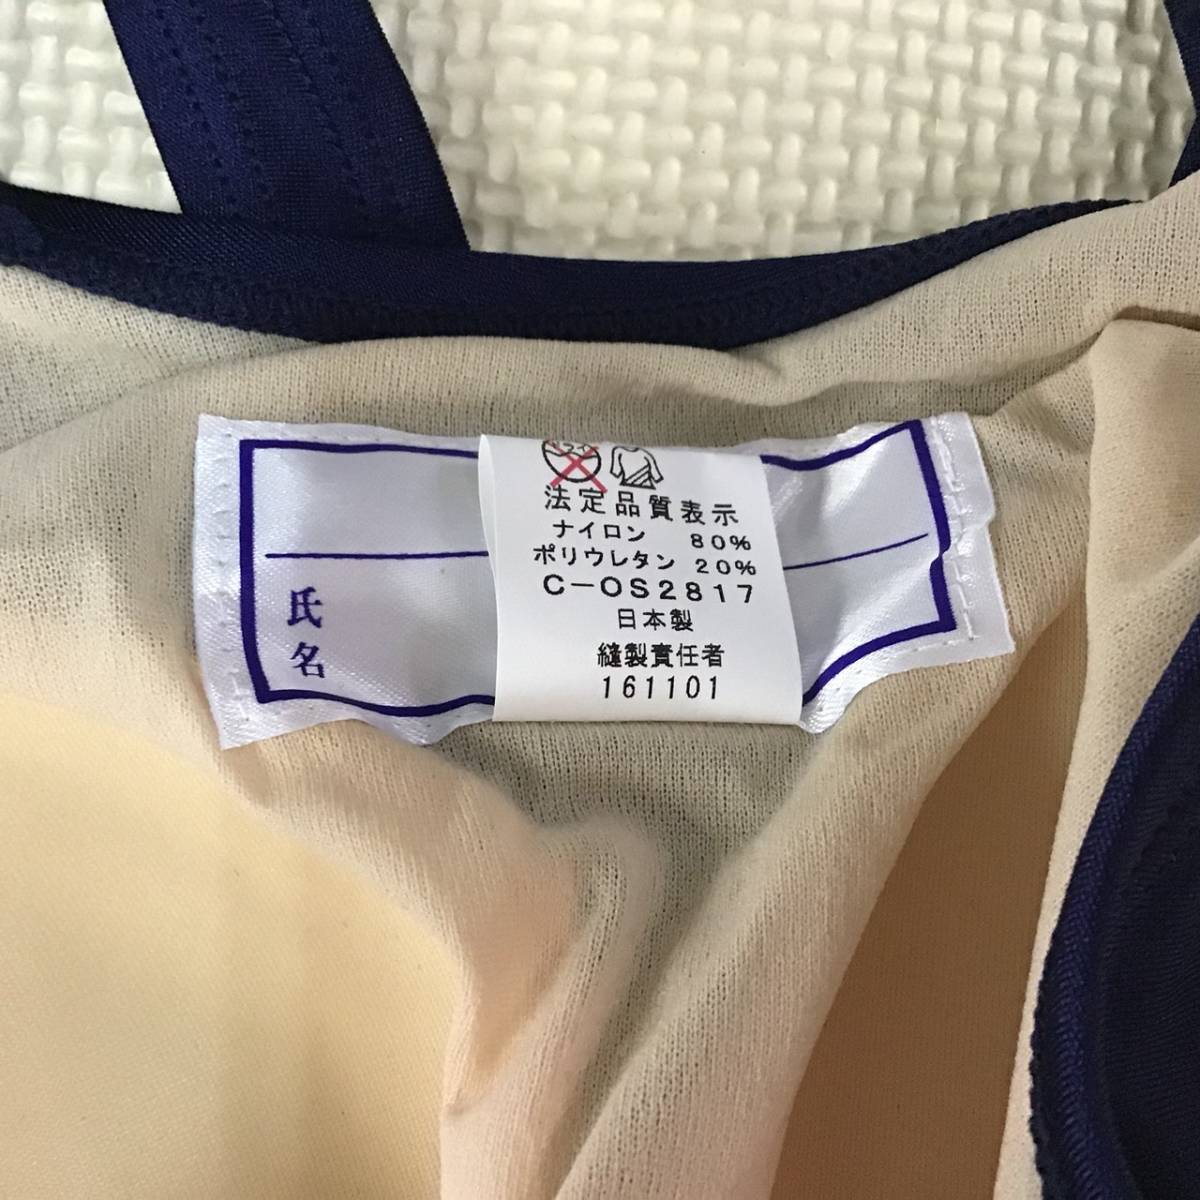 法定品質表示
ナイロン 80%
ポリウレタン 20%
C-OS2817
日本製
縫製責任者
161101
氏名